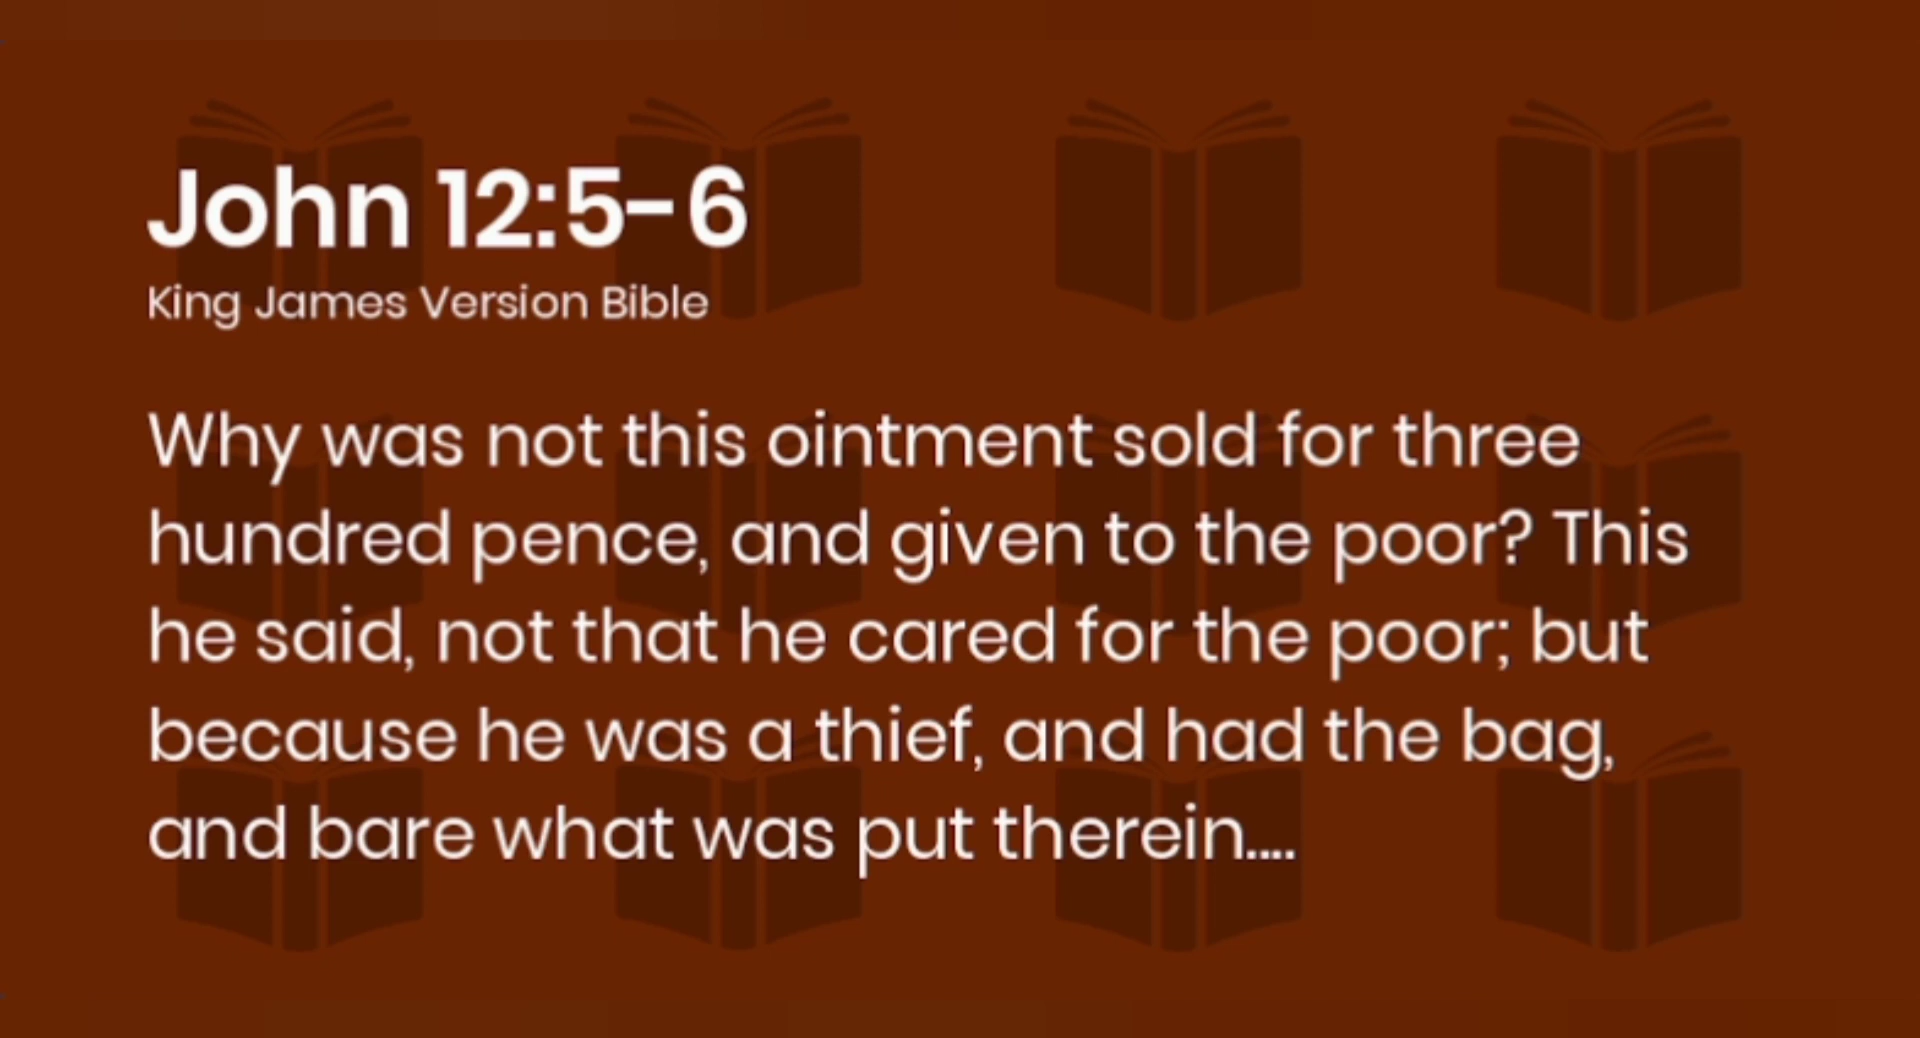 John 12:5-6
King James Version Bible
Why was not this ointment sold for three
hundred pence, and given to the poor? This
he said, not that he cared for the poor; but
because he was a thief, and had the bag,
and bare what was put therein....